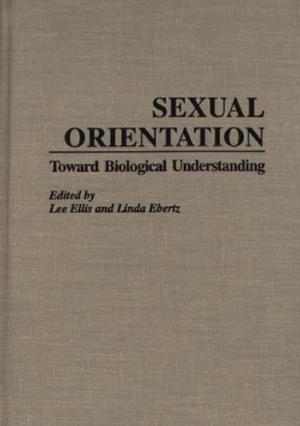 SEXUAL
ORIENTATION
Toward Biological Understanding
Edited by
Lee Ellis and Linda Ebertz